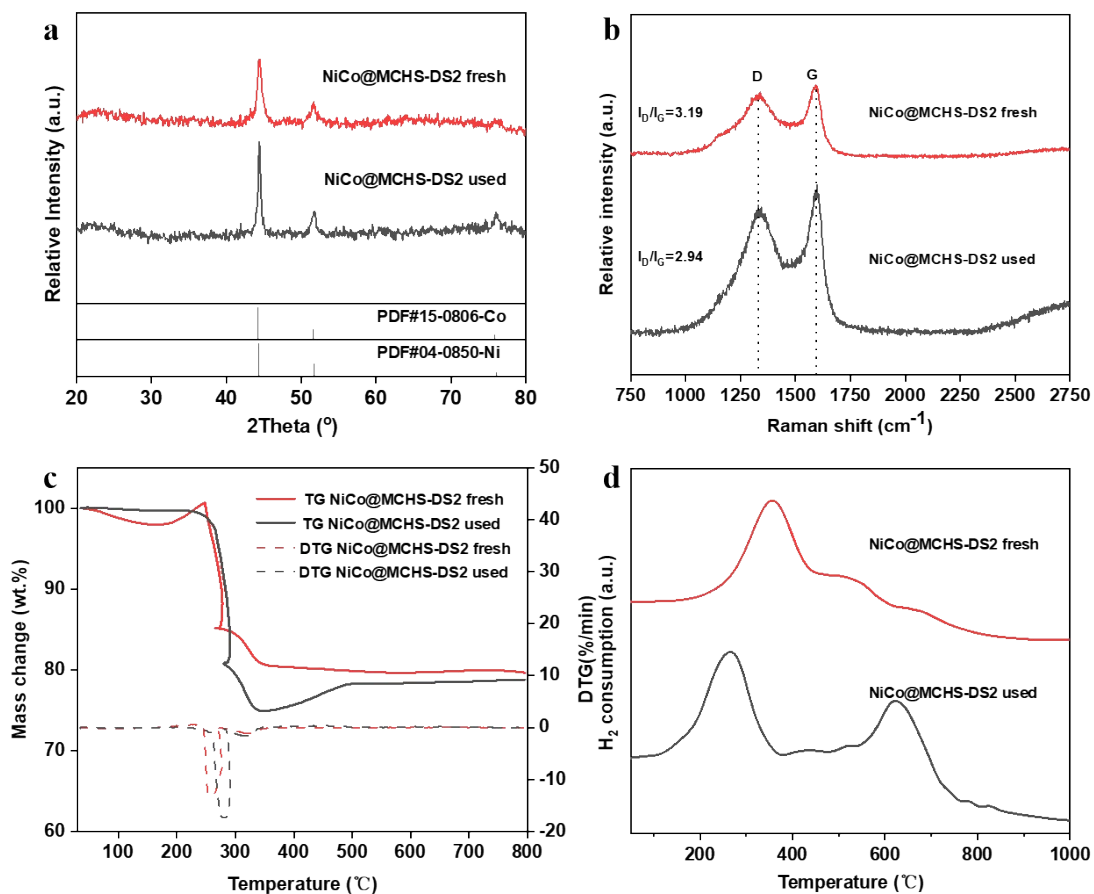 a
NiCo@MCHS-DS2 fresh
NiCo@MCHS-DS2 used
PDF#15-0806-Co
PDF#04-0850-Ni
Relative Intensity (a.u.)
20 30 40 50 60 70 80
2Theta (º)
b
D G
I_D/I_G=3.19
NiCo@MCHS-DS2 fresh
I_D/I_G=2.94
NiCo@MCHS-DS2 used
Relative intensity (a.u.)
750 1000 1250 1500 1750 2000 2250 2500 2750
Raman shift (cm⁻¹)
c
TG NiCo@MCHS-DS2 fresh
TG NiCo@MCHS-DS2 used
DTG NiCo@MCHS-DS2 fresh
DTG NiCo@MCHS-DS2 used
Mass change (wt.%)
100
90
80
70
60
50
40
30
20
10
0
-10
-20
DTG(%/min)
100 200 300 400 500 600 700 800
Temperature (℃)
d
NiCo@MCHS-DS2 fresh
NiCo@MCHS-DS2 used
H₂ consumption (a.u.)
200 400 600 800 1000
Temperature (℃)